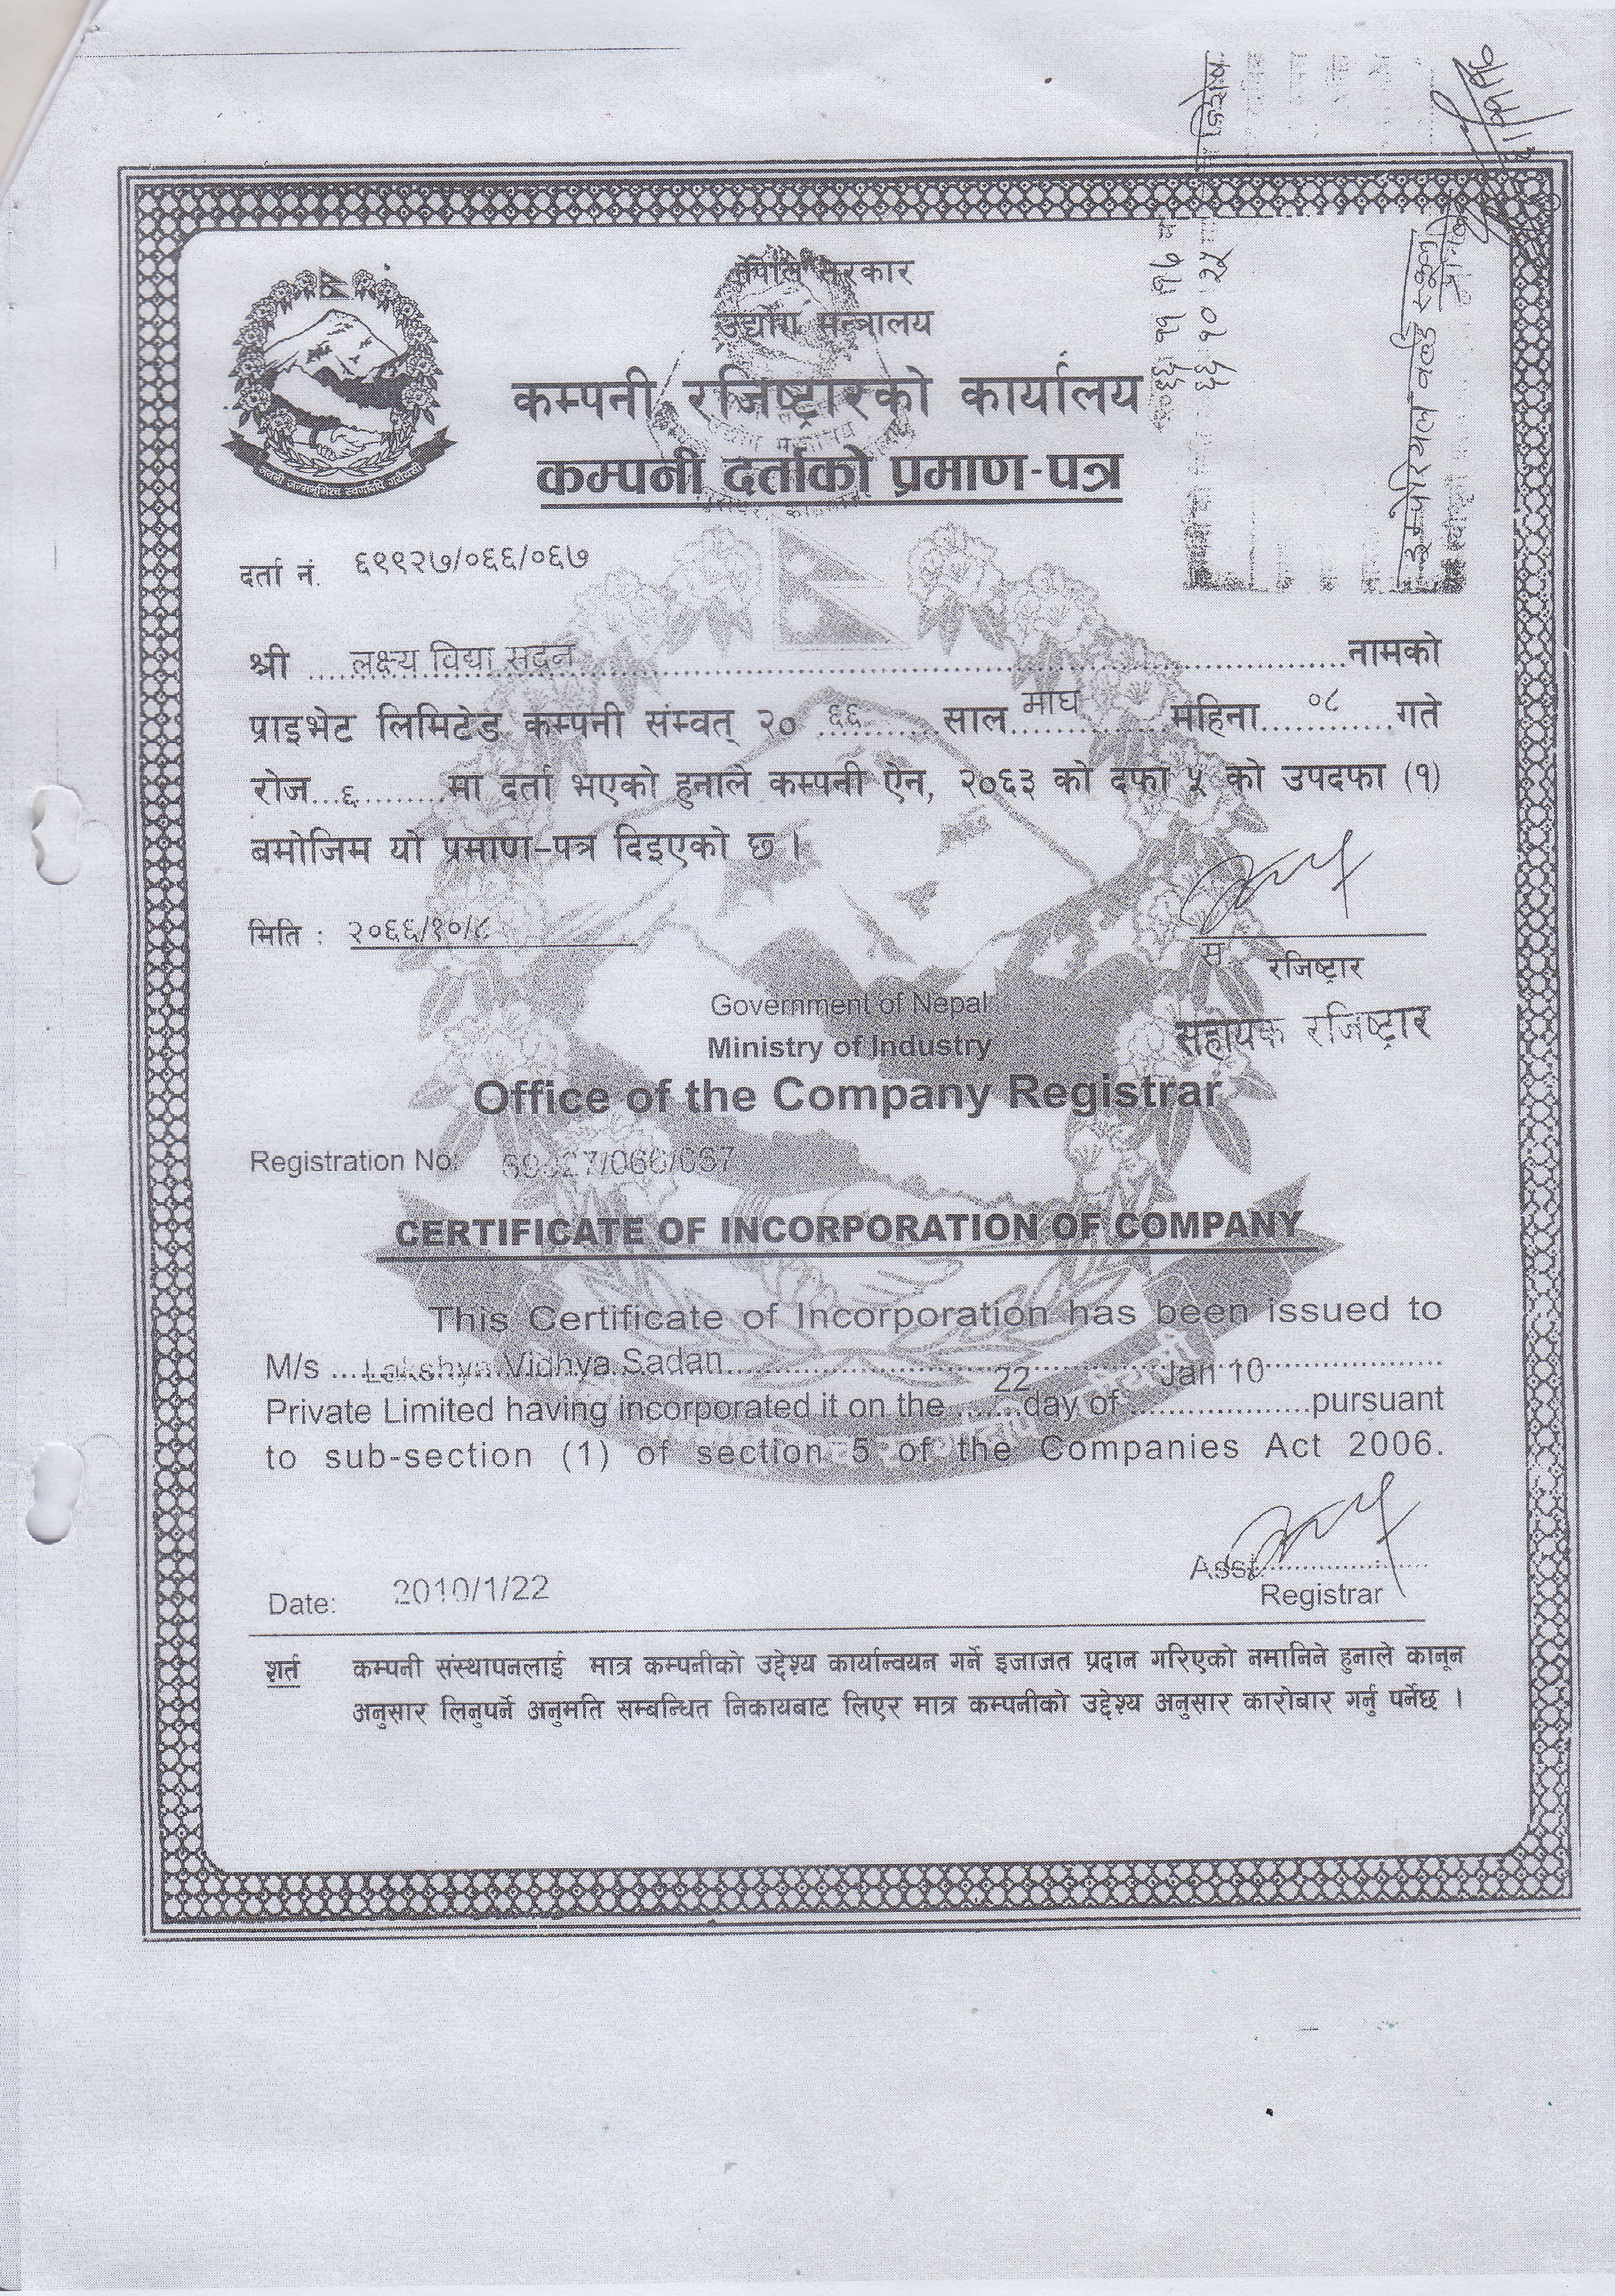 नेपाल सरकार
उद्योग मन्त्रालय
कम्पनी रजिष्ट्रारको कार्यालय
कम्पनी दर्ताको प्रमाण-पत्र
दर्ता नं. ६९९२७/०६६/०६७
श्री लक्ष्य विद्या सदन नामको
प्राइभेट लिमिटेड कम्पनी संम्वत् २० ६६ साल माघ महिना ०८ गते
रोज ६ मा दर्ता भएको हुनाले कम्पनी ऐन, २०६३ को दफा ५ को उपदफा (१)
बमोजिम यो प्रमाण-पत्र दिइएको छ ।
मिति : २०६६/१०/८
रजिष्ट्रार
सहायक रजिष्ट्रार
Government of Nepal
Ministry of Industry
Office of the Company Registrar
Registration No: 69927/066/067
CERTIFICATE OF INCORPORATION OF COMPANY
This Certificate of Incorporation has been issued to
M/s Lakshya Vidhya Sadan
Private Limited having incorporated it on the 22 day of Jan 10 pursuant
to sub-section (1) of section 5 of the Companies Act 2006.
Asst.
Registrar
Date: 2010/1/22
शर्त कम्पनी संस्थापनलाई मात्र कम्पनीको उद्देश्य कार्यान्वयन गर्ने इजाजत प्रदान गरिएको नमानिने हुनाले कानून
अनुसार लिनुपर्ने अनुमति सम्बन्धित निकायबाट लिएर मात्र कम्पनीको उद्देश्य अनुसार कारोबार गर्नु पर्नेछ ।